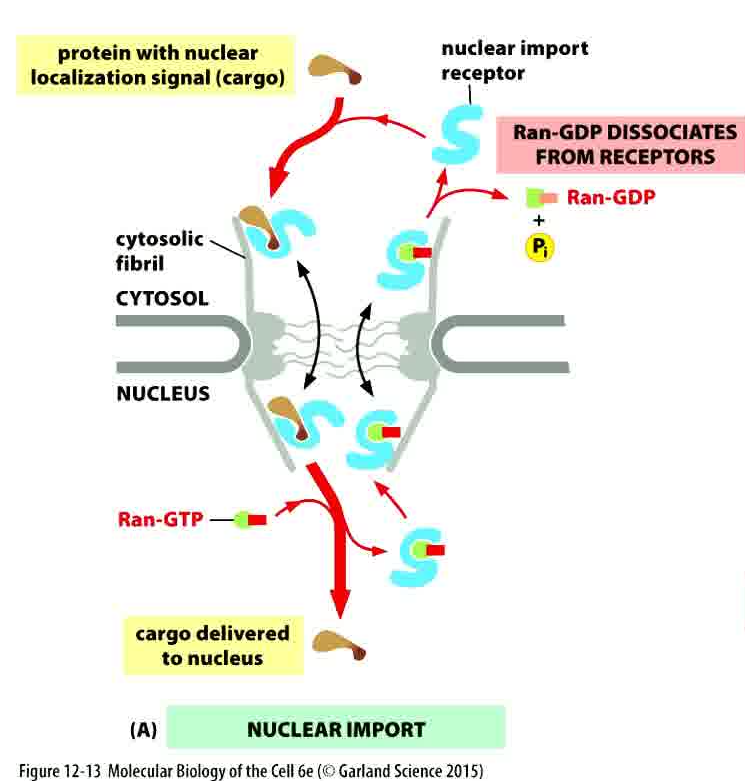 protein with nuclear
localization signal (cargo)
nuclear import
receptor
Ran-GDP DISSOCIATES
FROM RECEPTORS
Ran-GDP
+
Pi
cytosolic
fibril
CYTOSOL
NUCLEUS
Ran-GTP
cargo delivered
to nucleus
(A) NUCLEAR IMPORT
Figure 12-13 Molecular Biology of the Cell 6e (© Garland Science 2015)